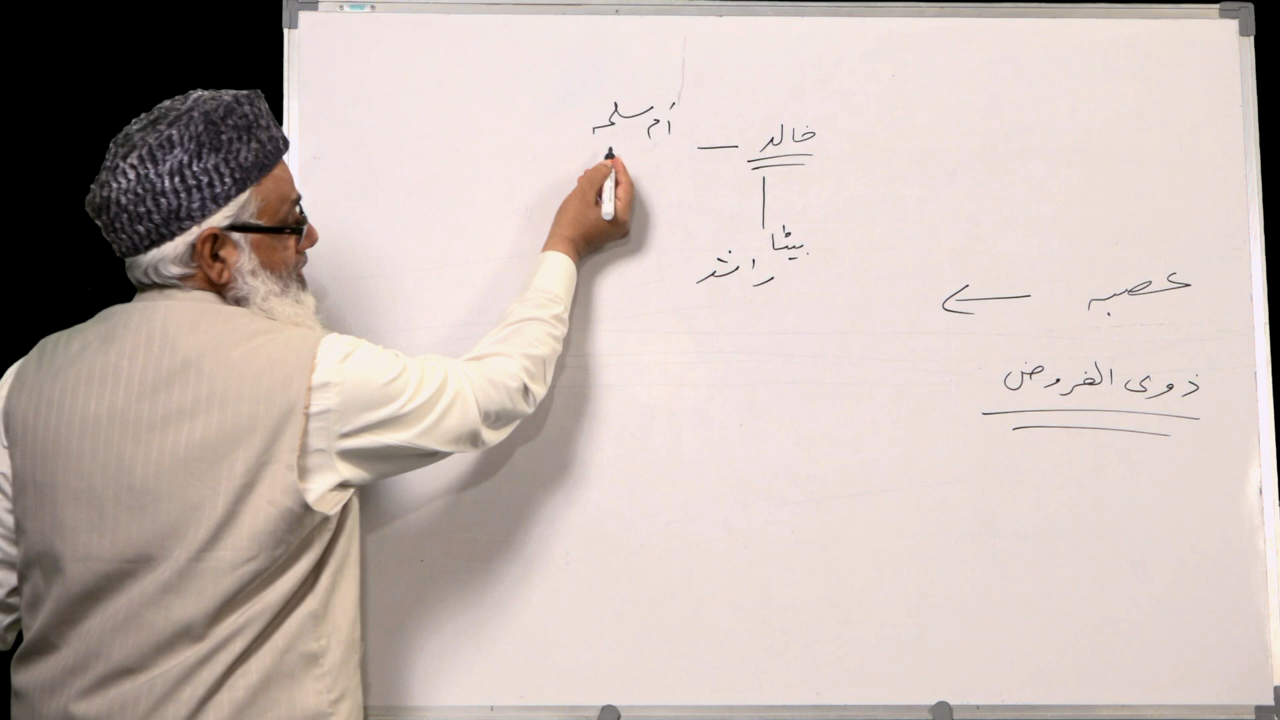 أم سلمہ
خالد —
بیٹا
راشد
عصبہ ←
ذوی الفروض